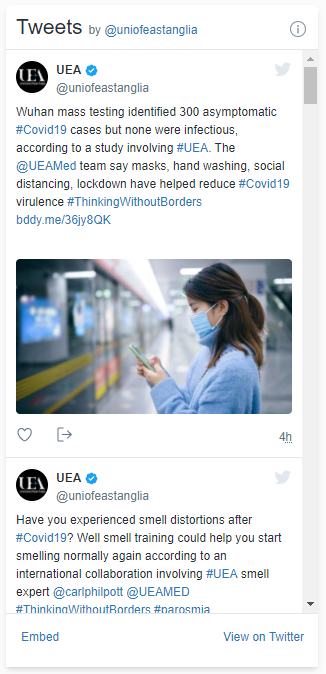 Tweets by @uniofeastanglia
UEA
UEA
@uniofeastanglia
Wuhan mass testing identified 300 asymptomatic
#Covid19 cases but none were infectious,
according to a study involving #UEA. The
@UEAMed team say masks, hand washing, social
distancing, lockdown have helped reduce #Covid19
virulence #ThinkingWithoutBorders
bddy.me/36jy8QK
4h
UEA
UEA
@uniofeastanglia
Have you experienced smell distortions after
#Covid19? Well smell training could help you start
smelling normally again according to an
international collaboration involving #UEA smell
expert @carlphilpott @UEAMED
#ThinkingWithoutBorders #parosmia
Embed
View on Twitter